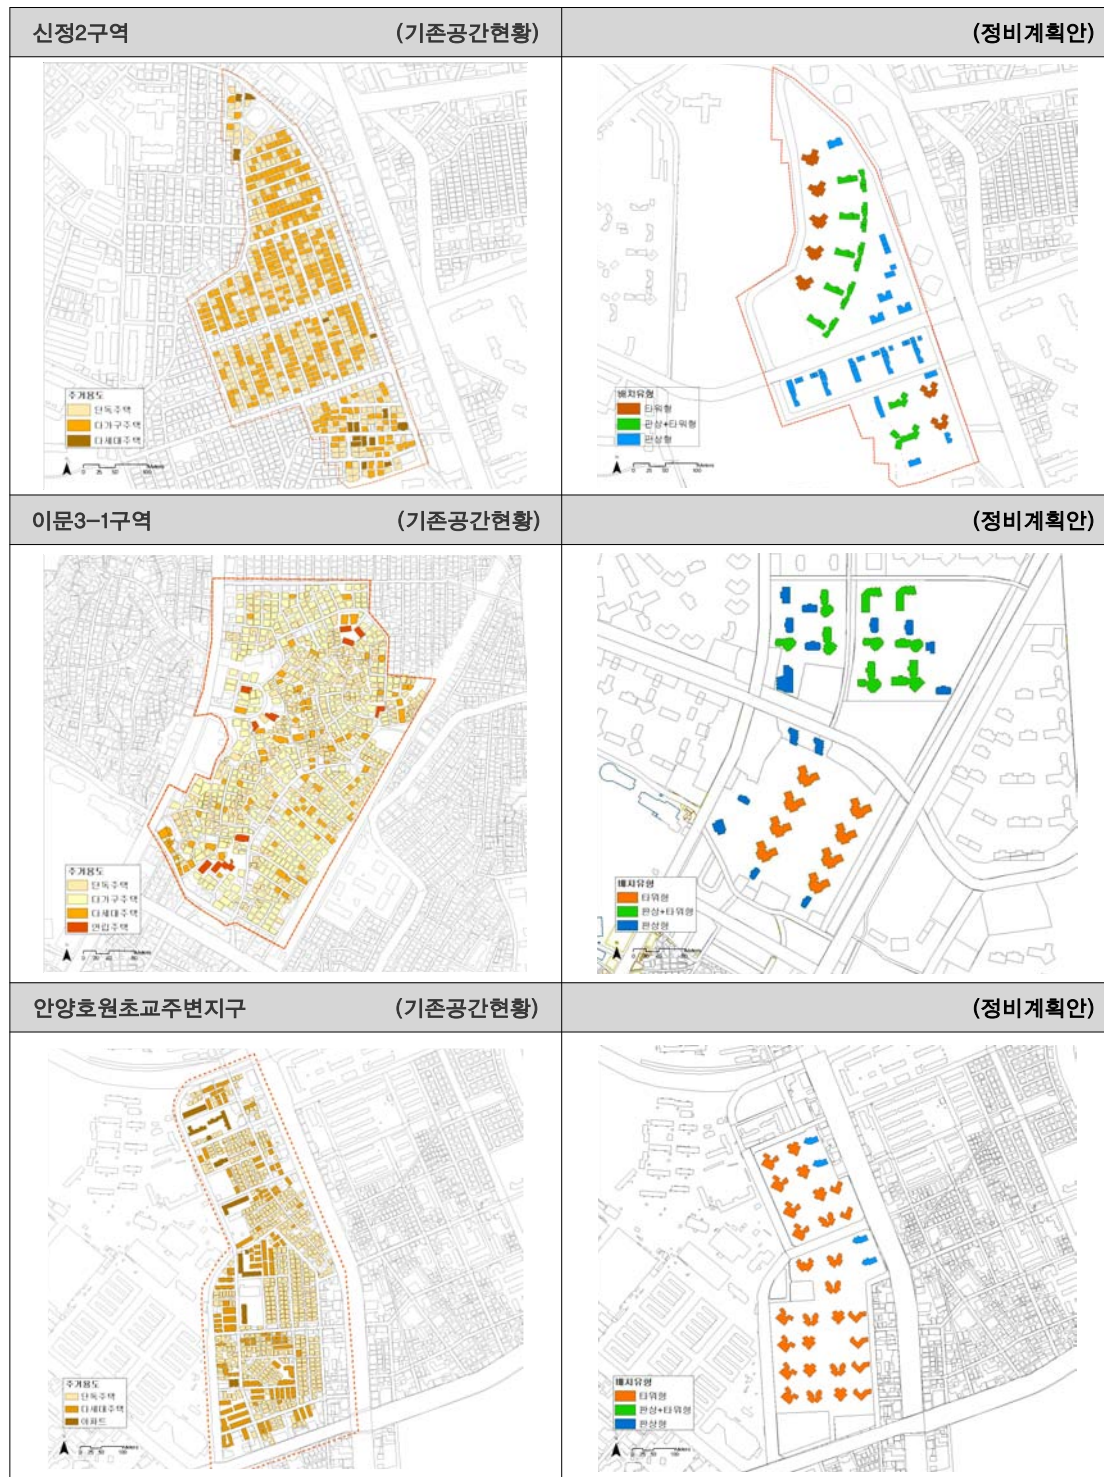 신정2구역 (기존공간현황) (정비계획안)
주거용도
단독주택
다가구주택
다세대주택
배치유형
타워형
판상+타워형
판상형
이문3-1구역 (기존공간현황) (정비계획안)
주거용도
단독주택
다가구주택
다세대주택
연립주택
배치유형
타워형
판상+타워형
판상형
안양호원초교주변지구 (기존공간현황) (정비계획안)
주거용도
단독주택
다세대주택
아파트
배치유형
타워형
판상+타워형
판상형